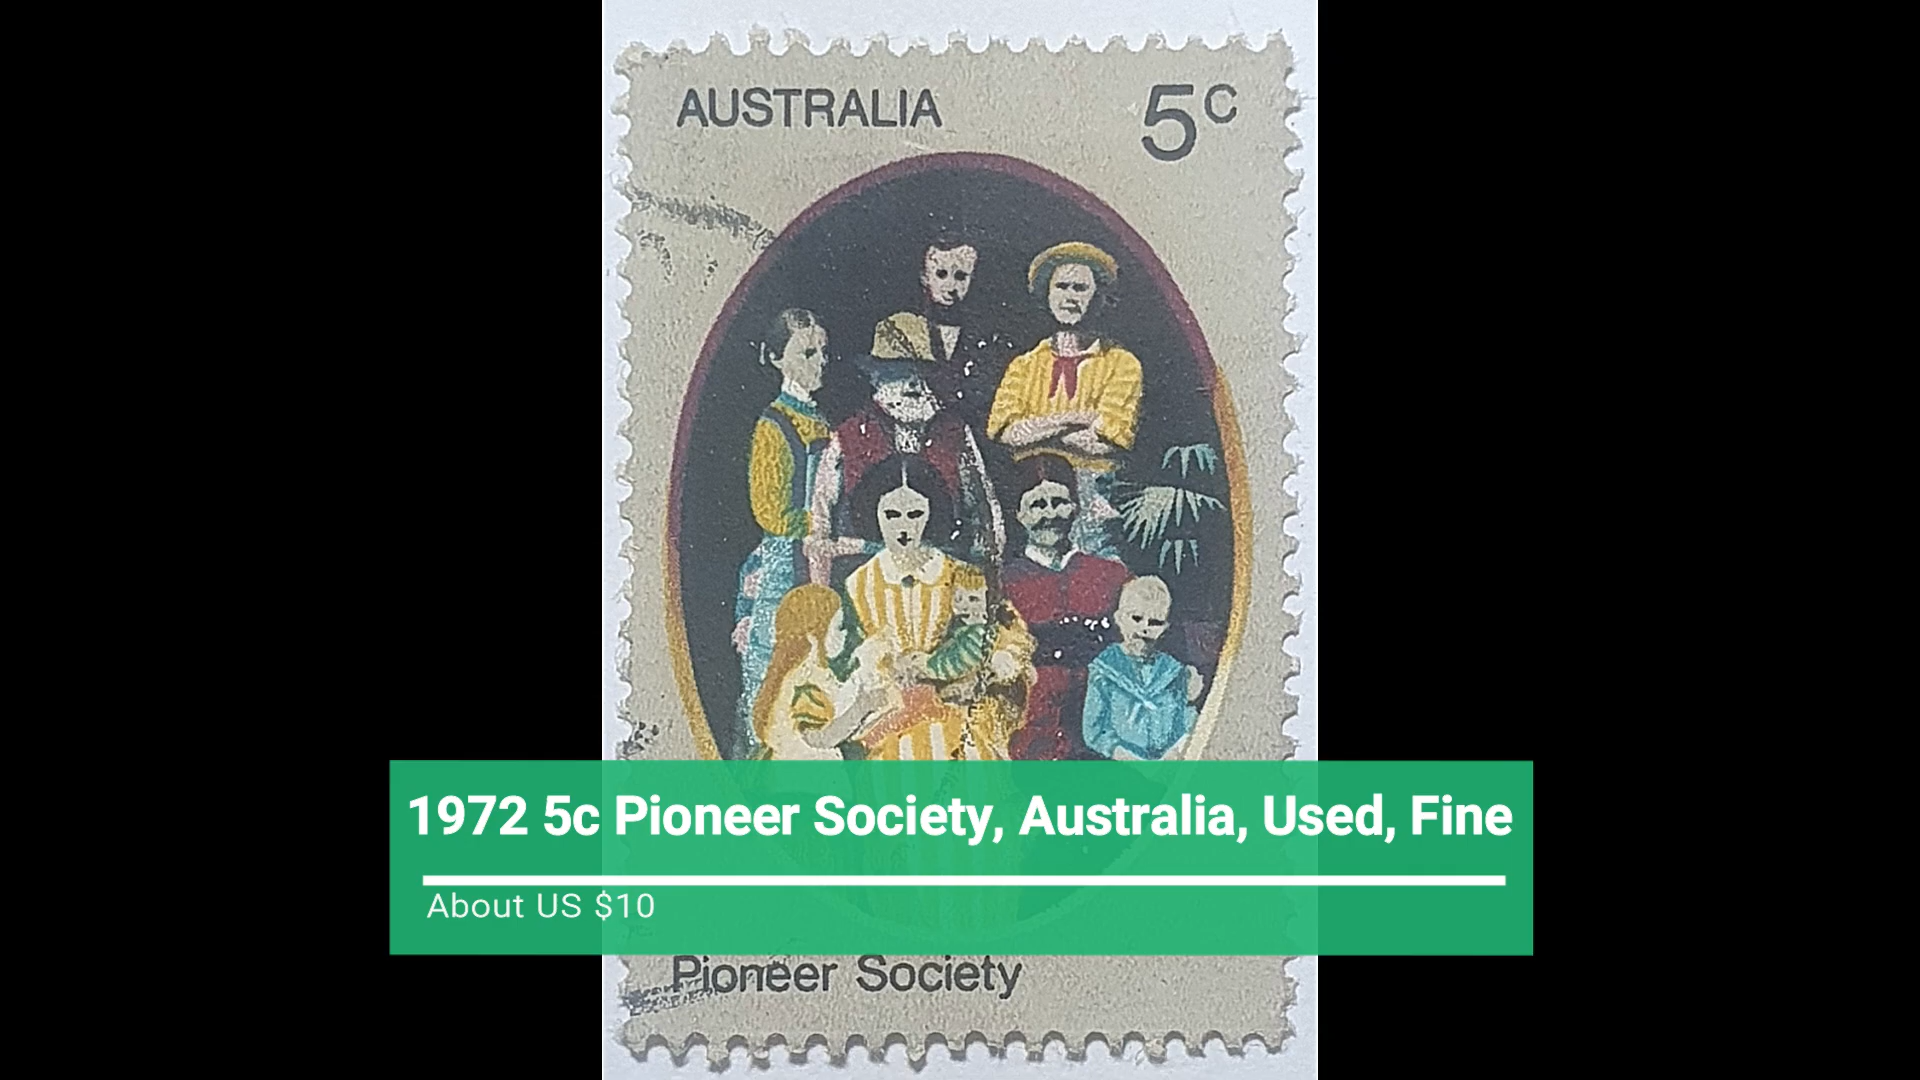 AUSTRALIA 5c
1972 5c Pioneer Society, Australia, Used, Fine
About US $10
Pioneer Society